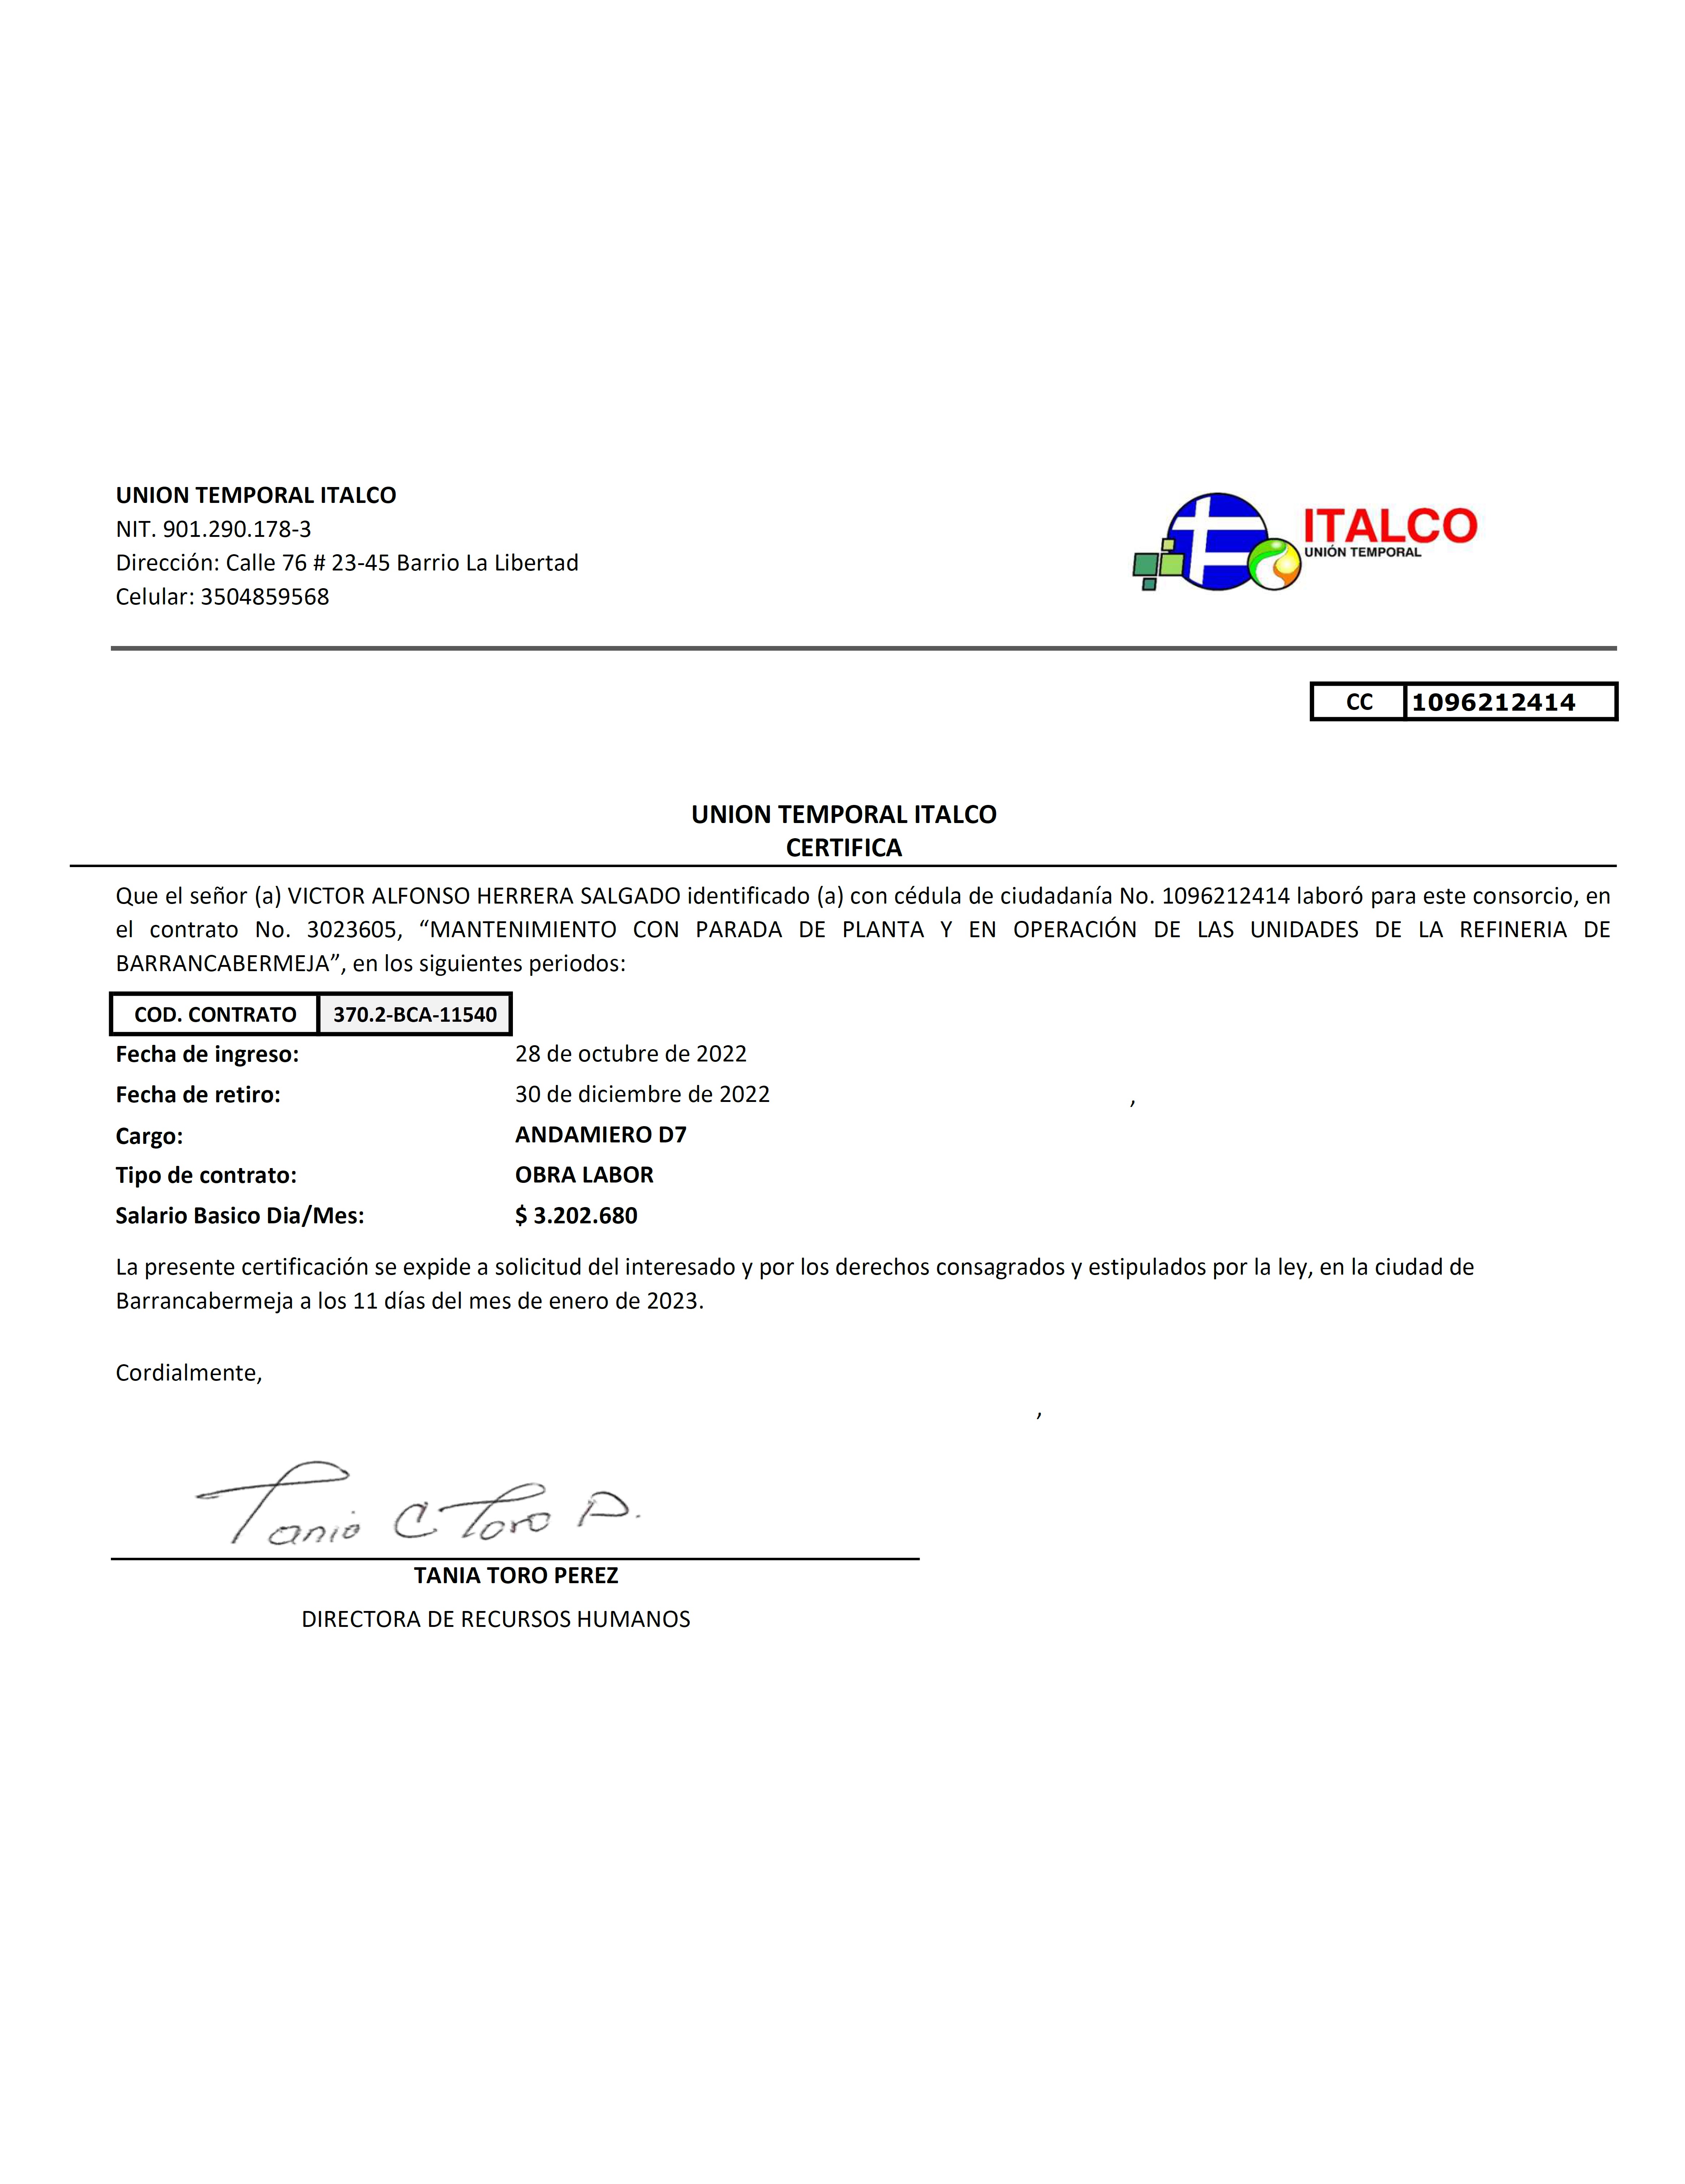 UNION TEMPORAL ITALCO
NIT. 901.290.178-3
Dirección: Calle 76 # 23-45 Barrio La Libertad
Celular: 3504859568
ITALCO
UNIÓN TEMPORAL
CC 1096212414
UNION TEMPORAL ITALCO
CERTIFICA
Que el señor (a) VICTOR ALFONSO HERRERA SALGADO identificado (a) con cédula de ciudadanía No. 1096212414 laboró para este consorcio, en
el contrato No. 3023605, “MANTENIMIENTO CON PARADA DE PLANTA Y EN OPERACIÓN DE LAS UNIDADES DE LA REFINERIA DE
BARRANCABERMEJA”, en los siguientes periodos:
COD. CONTRATO 370.2-BCA-11540
Fecha de ingreso: 28 de octubre de 2022
Fecha de retiro: 30 de diciembre de 2022 ,
Cargo: ANDAMIERO D7
Tipo de contrato: OBRA LABOR
Salario Basico Dia/Mes: $ 3.202.680
La presente certificación se expide a solicitud del interesado y por los derechos consagrados y estipulados por la ley, en la ciudad de
Barrancabermeja a los 11 días del mes de enero de 2023.
Cordialmente,
,
Tania C Toro P.
TANIA TORO PEREZ
DIRECTORA DE RECURSOS HUMANOS